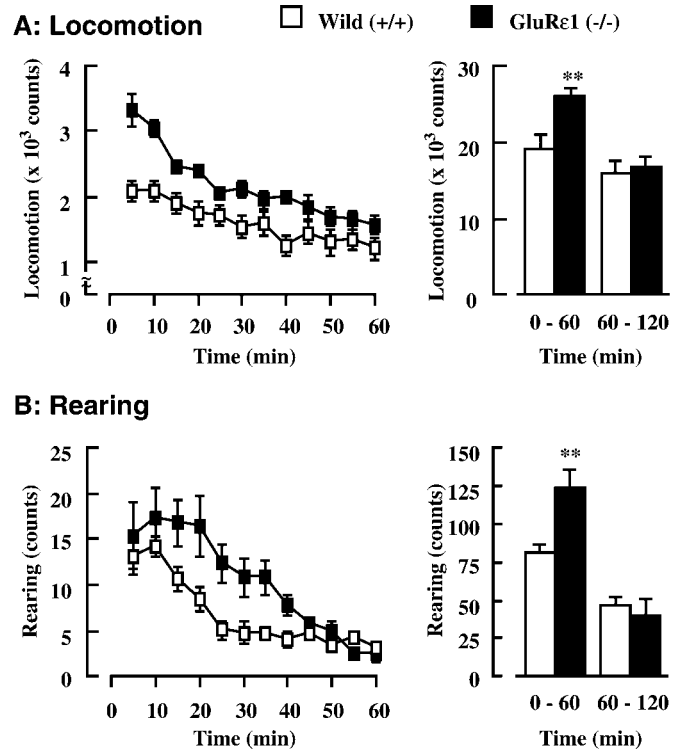 A: Locomotion
Wild (+/+)
GluRε1 (-/-)
Locomotion (x 10³ counts)
4
3
2
1
0
≈
0 10 20 30 40 50 60
Time (min)
Locomotion (x 10³ counts)
30
20
10
0
**
0 - 60 60 - 120
Time (min)
B: Rearing
Rearing (counts)
25
20
15
10
5
0
0 10 20 30 40 50 60
Time (min)
Rearing (counts)
150
125
100
75
50
25
0
**
0 - 60 60 - 120
Time (min)